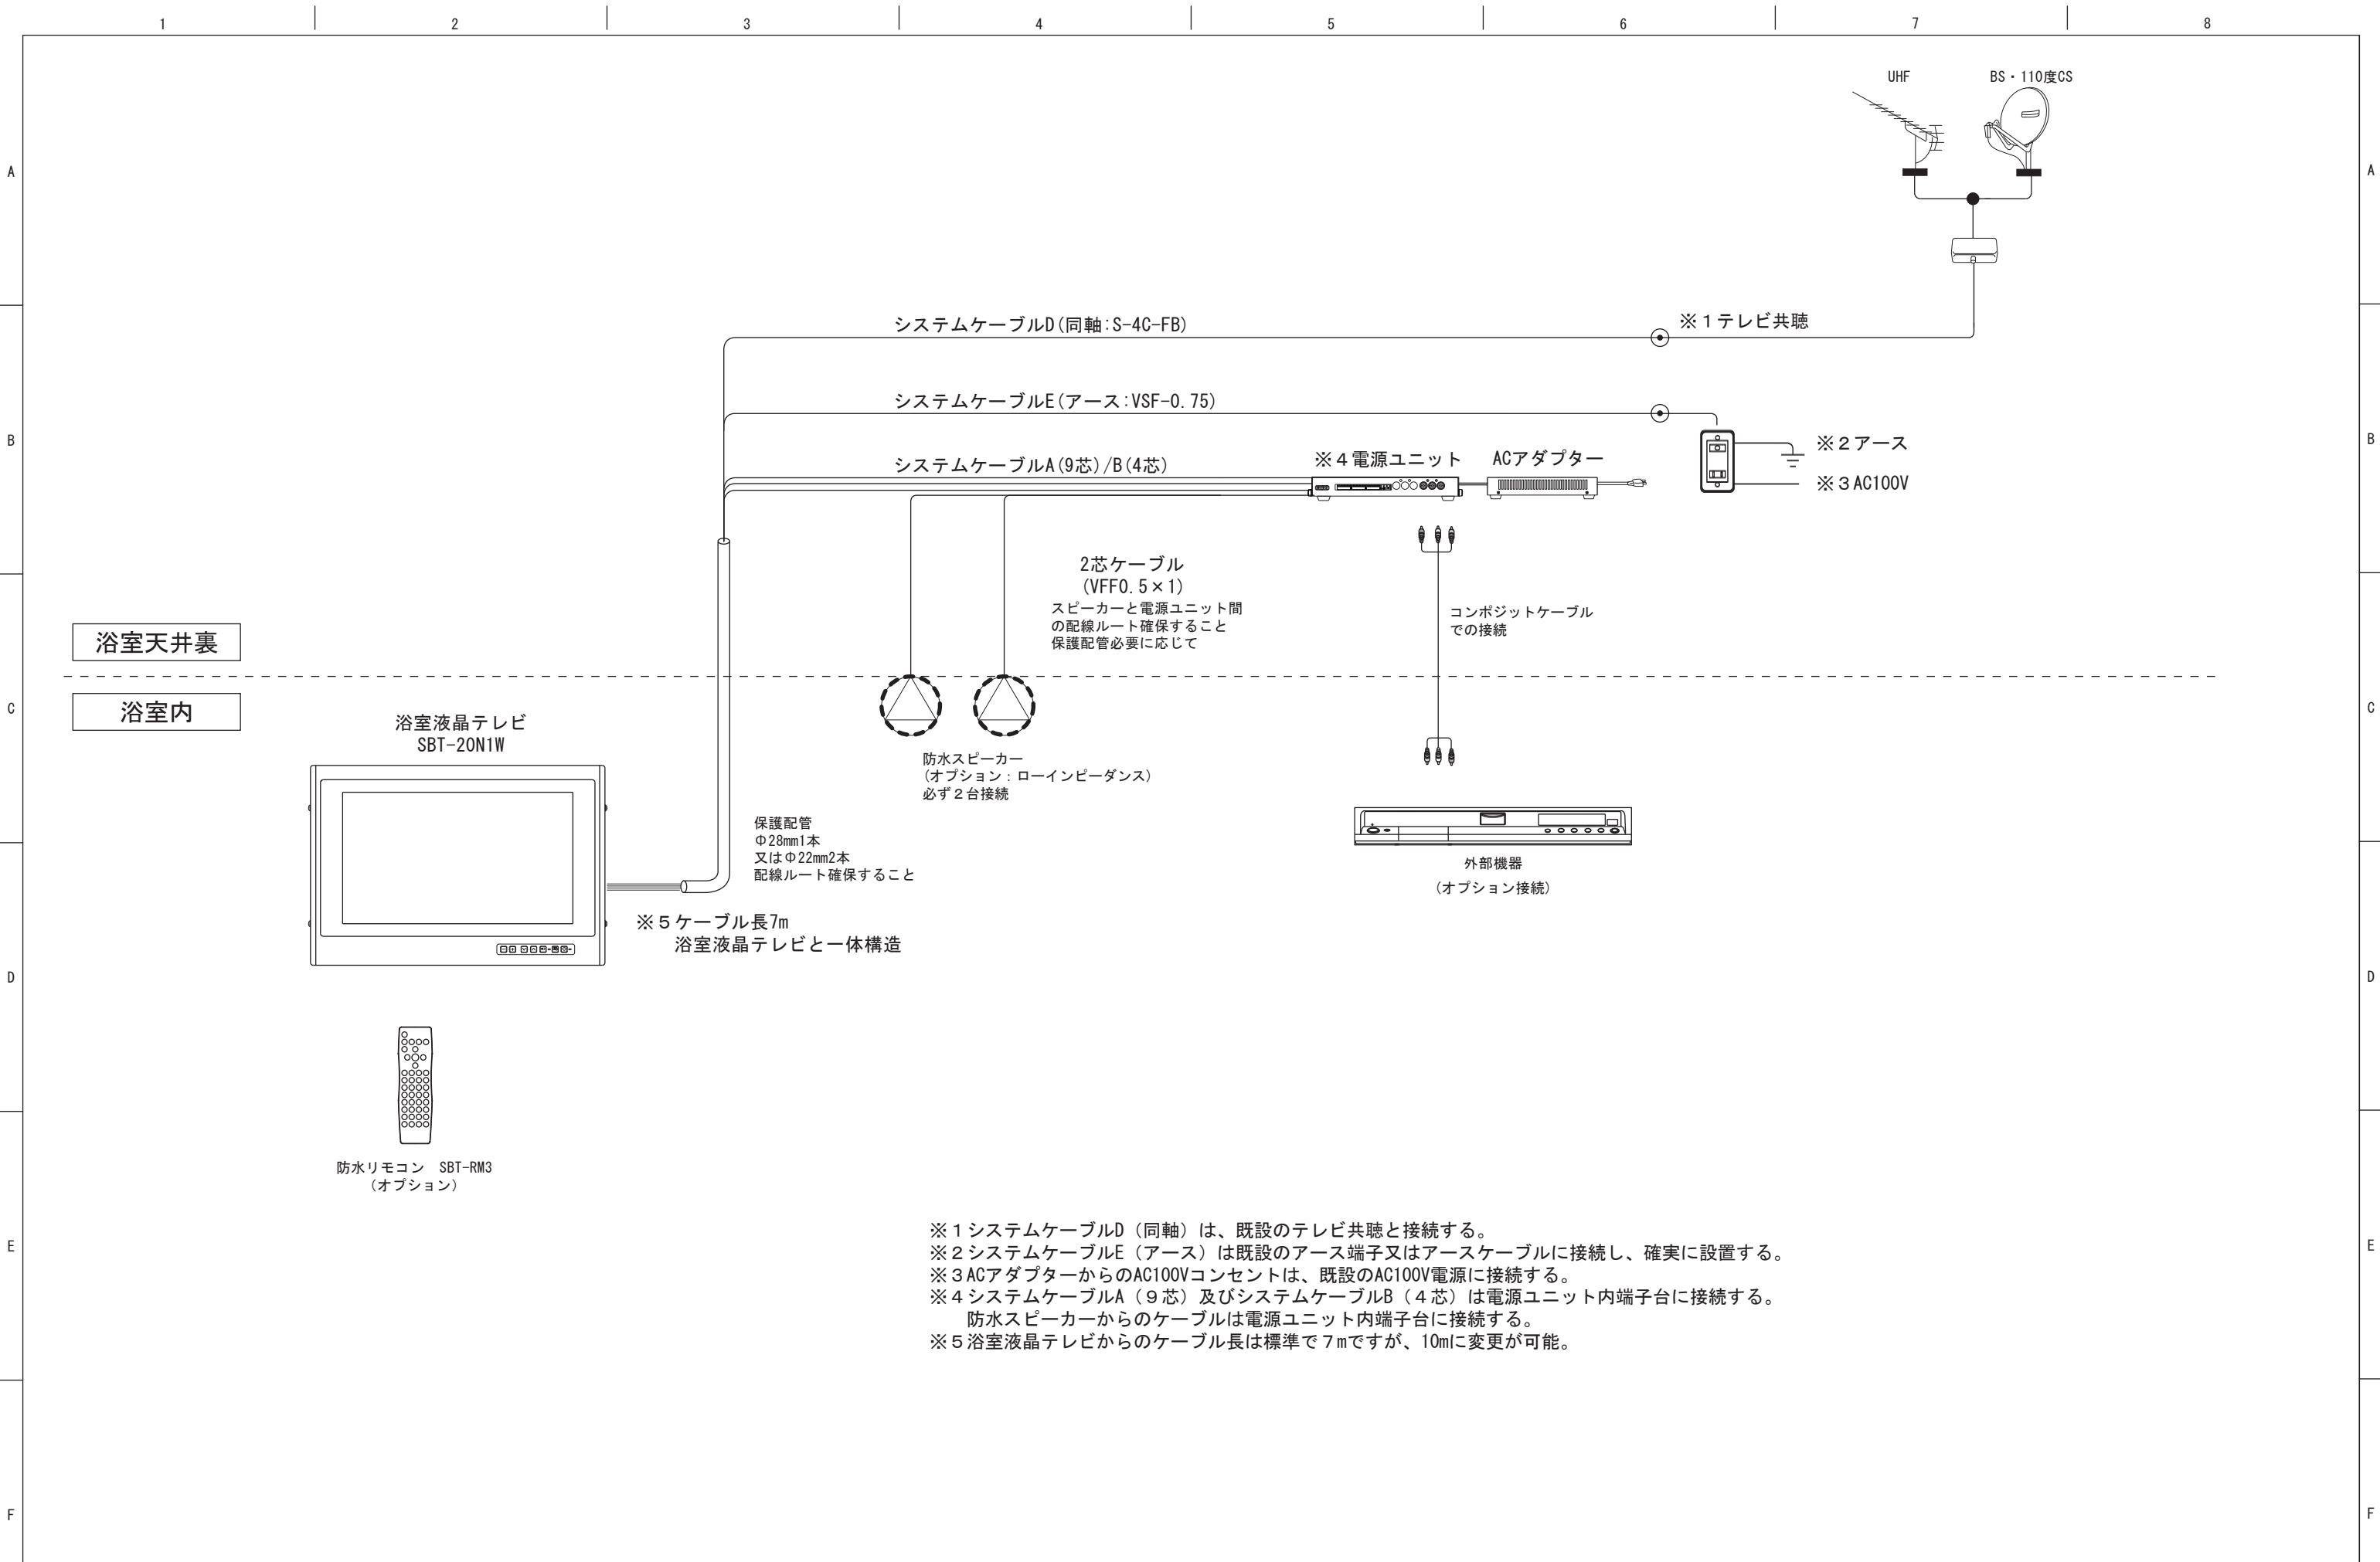 1 2 3 4 5 6 7 8
UHF
BS・110度CS
A
A
システムケーブルD(同軸:S-4C-FB)
※１テレビ共聴
システムケーブルE(アース:VSF-0.75)
B
B
※２アース
システムケーブルA(9芯)/B(4芯)
※４電源ユニット
ACアダプター
※３AC100V
2芯ケーブル
(VFF0.5×1)
スピーカーと電源ユニット間
の配線ルート確保すること
保護配管必要に応じて
コンポジットケーブル
での接続
浴室天井裏
浴室内
C
C
浴室液晶テレビ
SBT-20N1W
防水スピーカー
(オプション：ローインピーダンス)
必ず２台接続
保護配管
Φ28mm1本
又はΦ22mm2本
配線ルート確保すること
外部機器
(オプション接続)
※５ケーブル長7m
浴室液晶テレビと一体構造
D
D
防水リモコン　SBT-RM3
(オプション)
※１システムケーブルD（同軸）は、既設のテレビ共聴と接続する。
※２システムケーブルE（アース）は既設のアース端子又はアースケーブルに接続し、確実に設置する。
※３ACアダプターからのAC100Vコンセントは、既設のAC100V電源に接続する。
※４システムケーブルA（９芯）及びシステムケーブルB（４芯）は電源ユニット内端子台に接続する。
防水スピーカーからのケーブルは電源ユニット内端子台に接続する。
※５浴室液晶テレビからのケーブル長は標準で７mですが、10mに変更が可能。
E
E
F
F